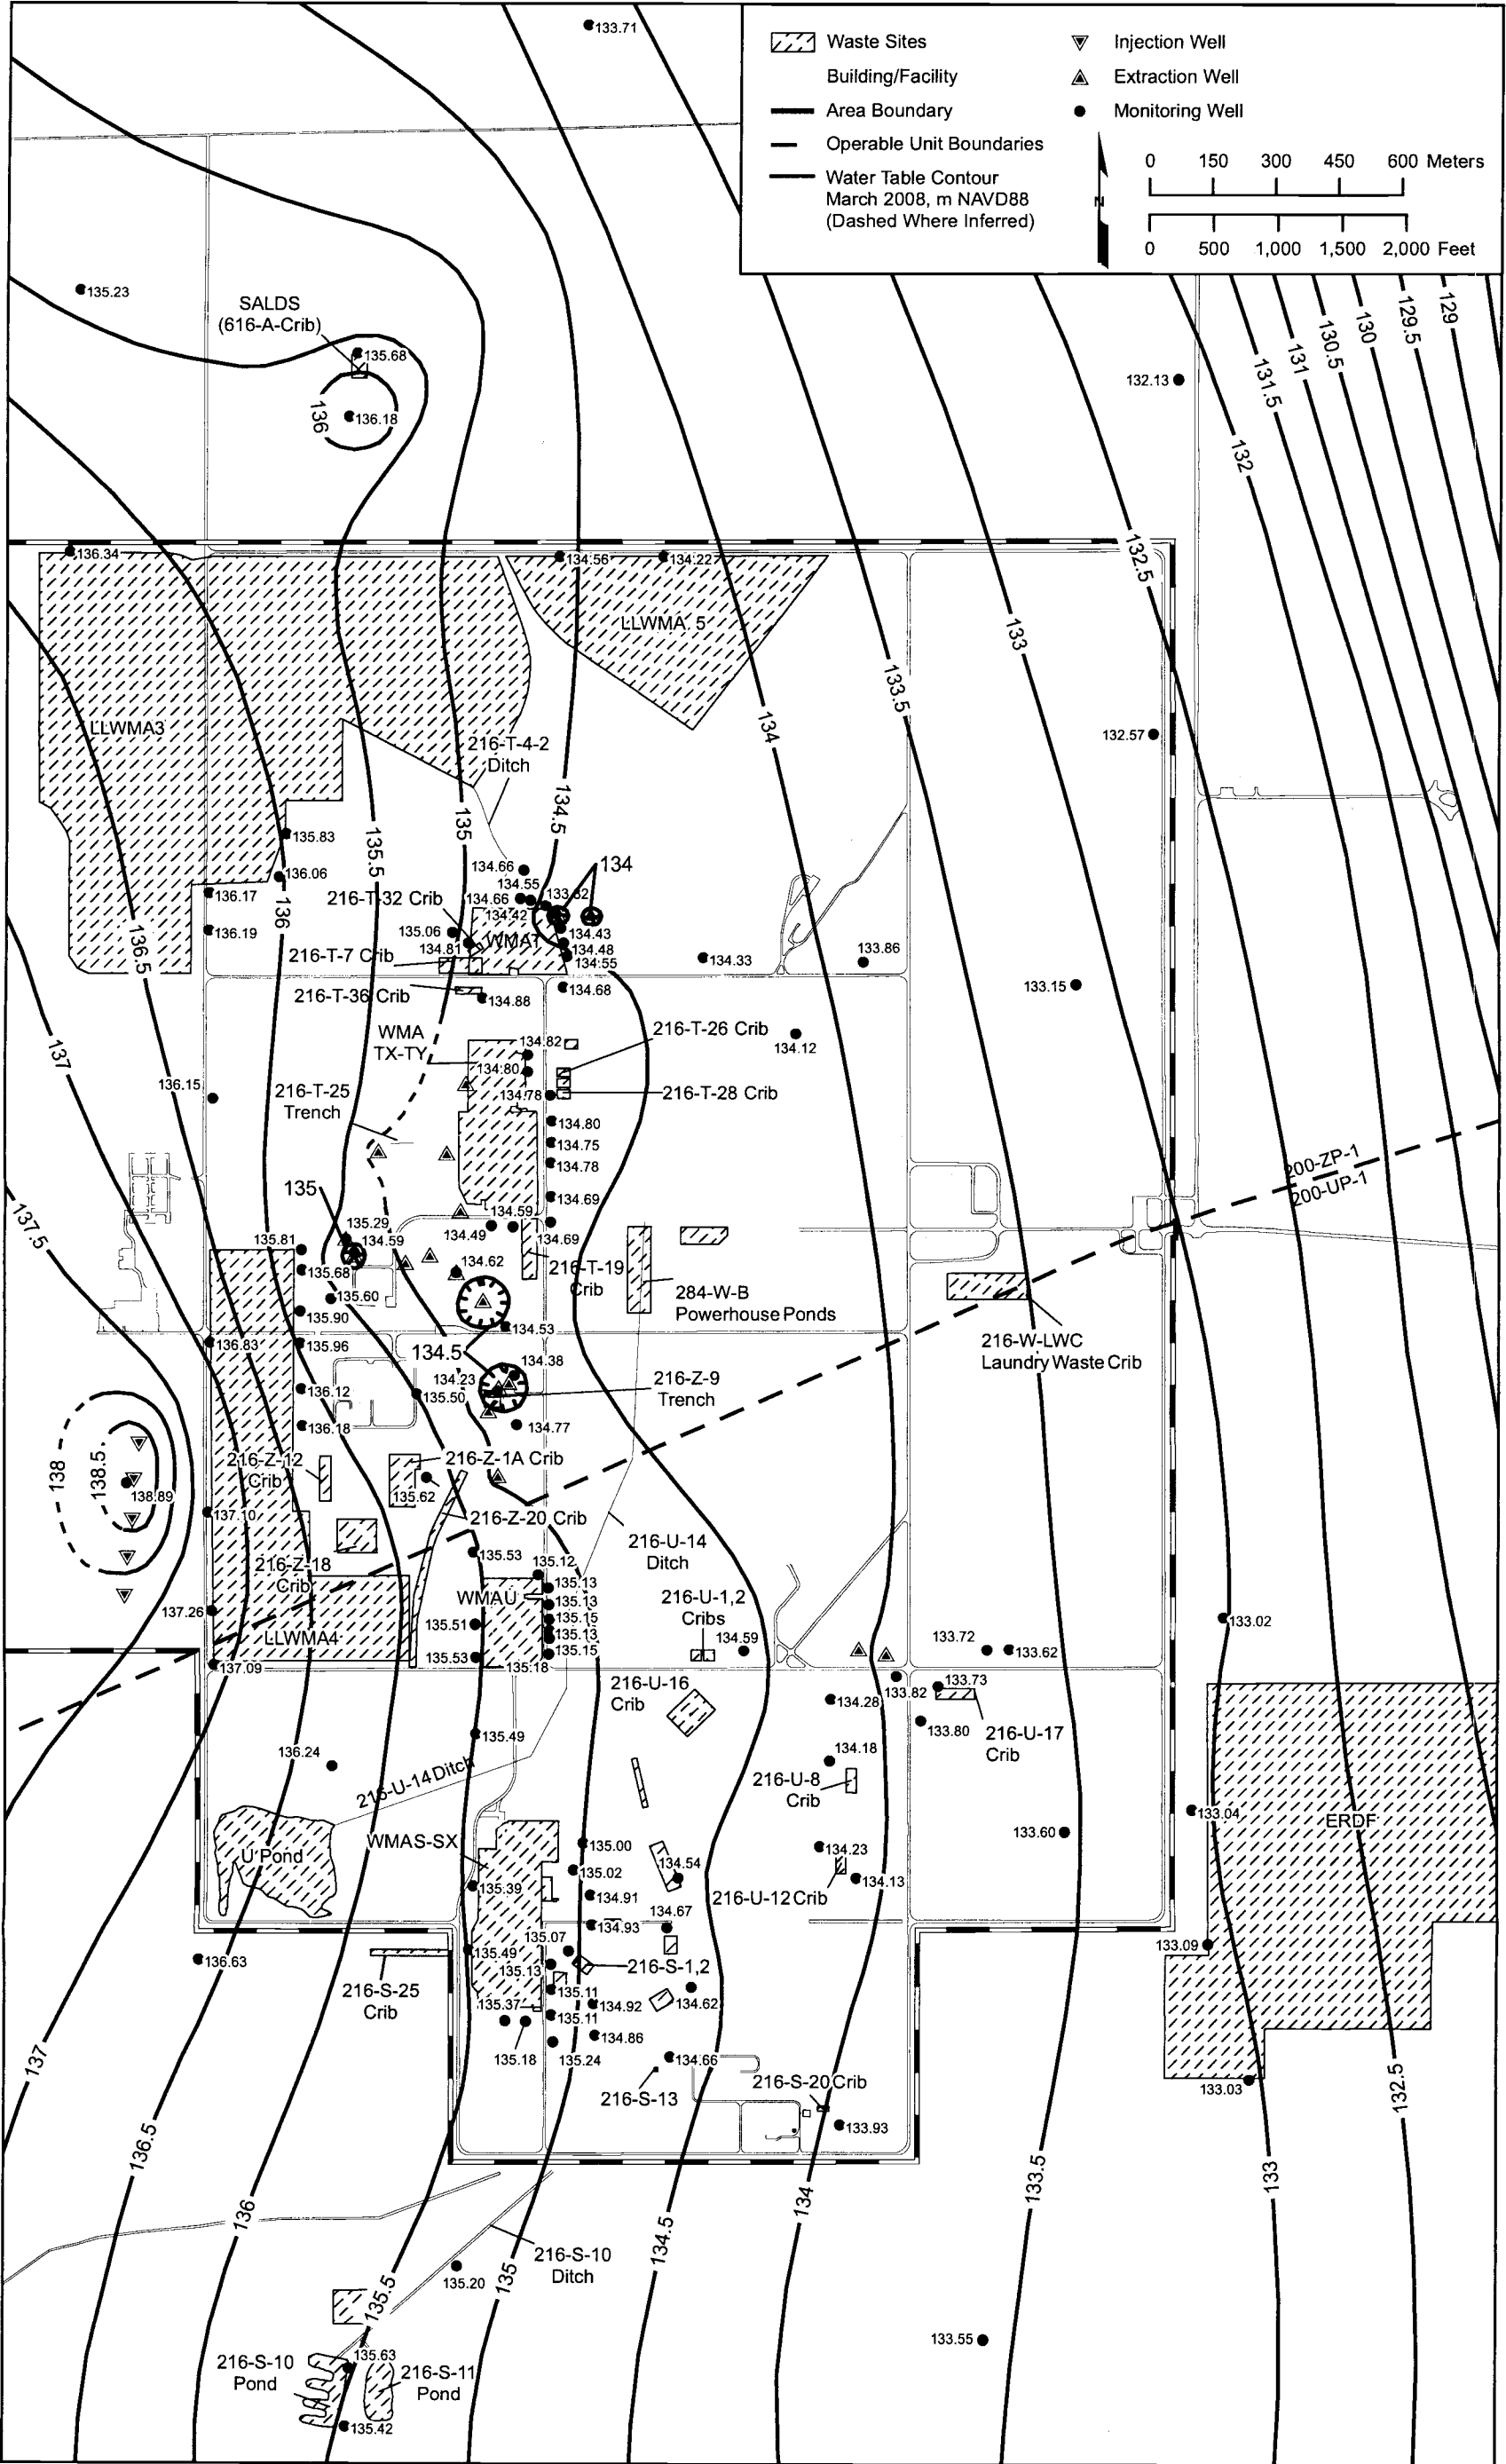 133.71
Waste Sites
Building/Facility
Area Boundary
Operable Unit Boundaries
Water Table Contour
March 2008, m NAVD88
(Dashed Where Inferred)
Injection Well
Extraction Well
Monitoring Well
N
0 150 300 450 600 Meters
0 500 1,000 1,500 2,000 Feet
135.23
SALDS
(616-A-Crib)
135.68
136
136.18
132.13
129
129.5
130
130.5
131
131.5
132
132.5
136.34
134.56
134.22
LLWMA 5
133
133.5
134
LLWMA3
132.57
216-T-4-2
Ditch
134.5
135
135.5
135.83
136.06
136
136.17
136.19
136.5
134.66
134.55
134.66
133.82
134
216-T-32 Crib
134.42
135.06
134.81
WMAT
134.43
134.48
134.55
216-T-7 Crib
134.33
133.86
133.15
216-T-36 Crib
134.88
134.68
WMA
TX-TY
134.82
134.80
134.78
216-T-26 Crib
134.12
137
136.15
216-T-25
Trench
216-T-28 Crib
134.80
134.75
134.78
134.69
200-ZP-1
200-UP-1
137.5
135
135.29
134.59
134.59
134.49
134.69
135.81
135.68
134.62
216-T-19
Crib
284-W-B
Powerhouse Ponds
135.60
135.90
134.53
136.83
135.96
134.5
134.38
134.23
216-W-LWC
Laundry Waste Crib
136.12
135.50
216-Z-9
Trench
134.77
136.18
138
138.5
138.89
216-Z-12
Crib
216-Z-1A Crib
135.62
137.10
216-Z-20 Crib
216-U-14
Ditch
216-Z-18
Crib
135.53
135.12
135.13
135.13
135.15
135.13
135.15
WMAU
216-U-1,2
Cribs
134.59
137.26
135.51
LLWMA4
135.53
135.18
137.09
133.02
133.72
133.62
216-U-16
Crib
134.28
133.82
133.73
133.80
216-U-17
Crib
135.49
136.24
216-U-14 Ditch
134.18
216-U-8
Crib
133.04
ERDF
WMAS-SX
U Pond
135.00
135.02
134.54
134.23
133.60
135.39
134.91
216-U-12 Crib
134.13
134.67
134.93
135.07
133.09
136.63
135.49
135.13
216-S-1,2
216-S-25
Crib
135.37
135.11
134.92
134.62
135.11
134.86
135.18
135.24
134.66
216-S-13
216-S-20 Crib
133.03
133.93
137
136.5
136
135.5
135
134.5
134
133.5
133
132.5
216-S-10
Ditch
135.20
133.55
135.63
216-S-10
Pond
216-S-11
Pond
135.42